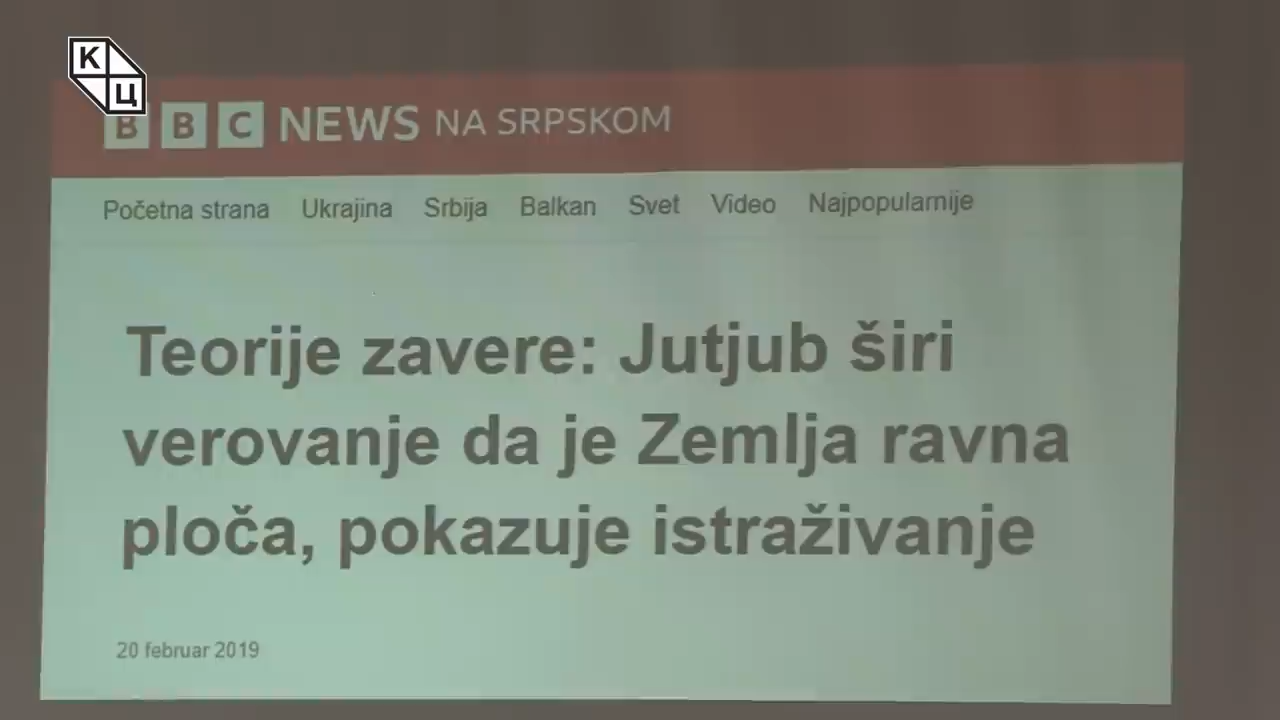 К
Ц
BBC NEWS NA SRPSKOM
Početna strana Ukrajina Srbija Balkan Svet Video Najpopularnije
Teorije zavere: Jutjub širi
verovanje da je Zemlja ravna
ploča, pokazuje istraživanje
20 februar 2019